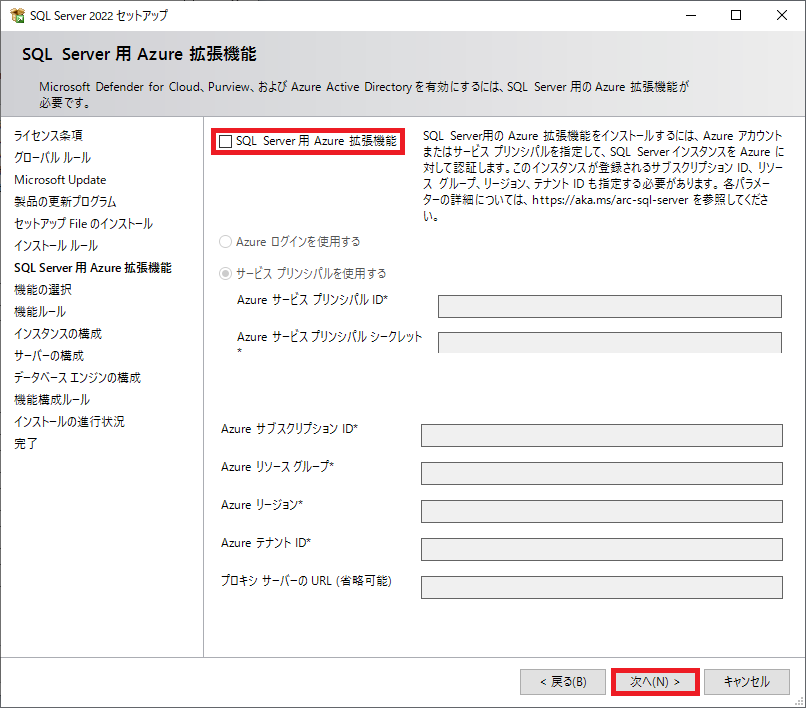 SQL Server 2022 セットアップ
SQL Server 用 Azure 拡張機能
Microsoft Defender for Cloud、Purview、および Azure Active Directory を有効にするには、SQL Server 用の Azure 拡張機能が
必要です。
ライセンス条項
グローバル ルール
Microsoft Update
製品の更新プログラム
セットアップ File のインストール
インストール ルール
SQL Server 用 Azure 拡張機能
機能の選択
機能ルール
インスタンスの構成
サーバーの構成
データベース エンジンの構成
機能構成ルール
インストールの進行状況
完了
SQL Server 用 Azure 拡張機能
SQL Server用の Azure 拡張機能をインストールするには、Azure アカウント
またはサービス プリンシパルを指定して、SQL Server インスタンスを Azure に
対して認証します。このインスタンスが登録されるサブスクリプション ID、リソー
ス グループ、リージョン、テナント ID も指定する必要があります。 各パラメー
ターの詳細については、https://aka.ms/arc-sql-server を参照してくださ
い。
Azure ログインを使用する
サービス プリンシパルを使用する
Azure サービス プリンシパル ID*
Azure サービス プリンシパル シークレット
*
Azure サブスクリプション ID*
Azure リソース グループ*
Azure リージョン*
Azure テナント ID*
プロキシ サーバーの URL (省略可能)
< 戻る(B)
次へ(N) >
キャンセル